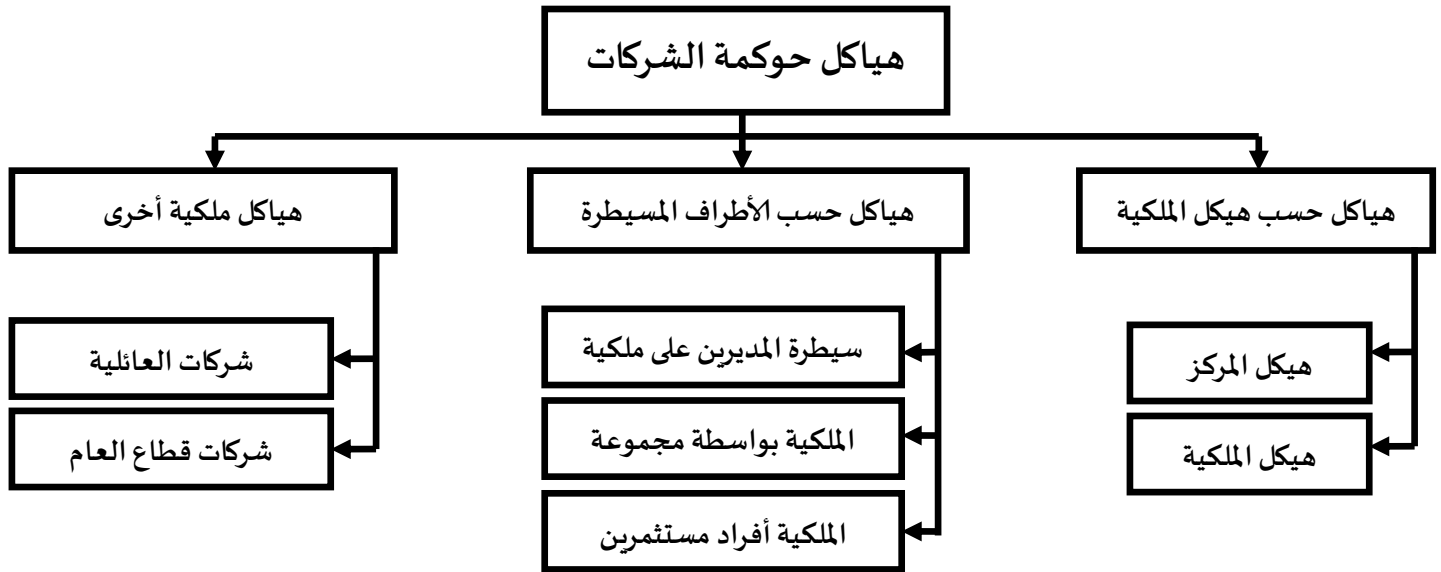 هياكل حوكمة الشركات
هياكل حسب هيكل الملكية
هياكل حسب الأطراف المسيطرة
هياكل ملكية أخرى
هيكل المركز
هيكل الملكية
سيطرة المديرين على ملكية
الملكية بواسطة مجموعة
الملكية أفراد مستثمرين
شركات العائلية
شركات قطاع العام